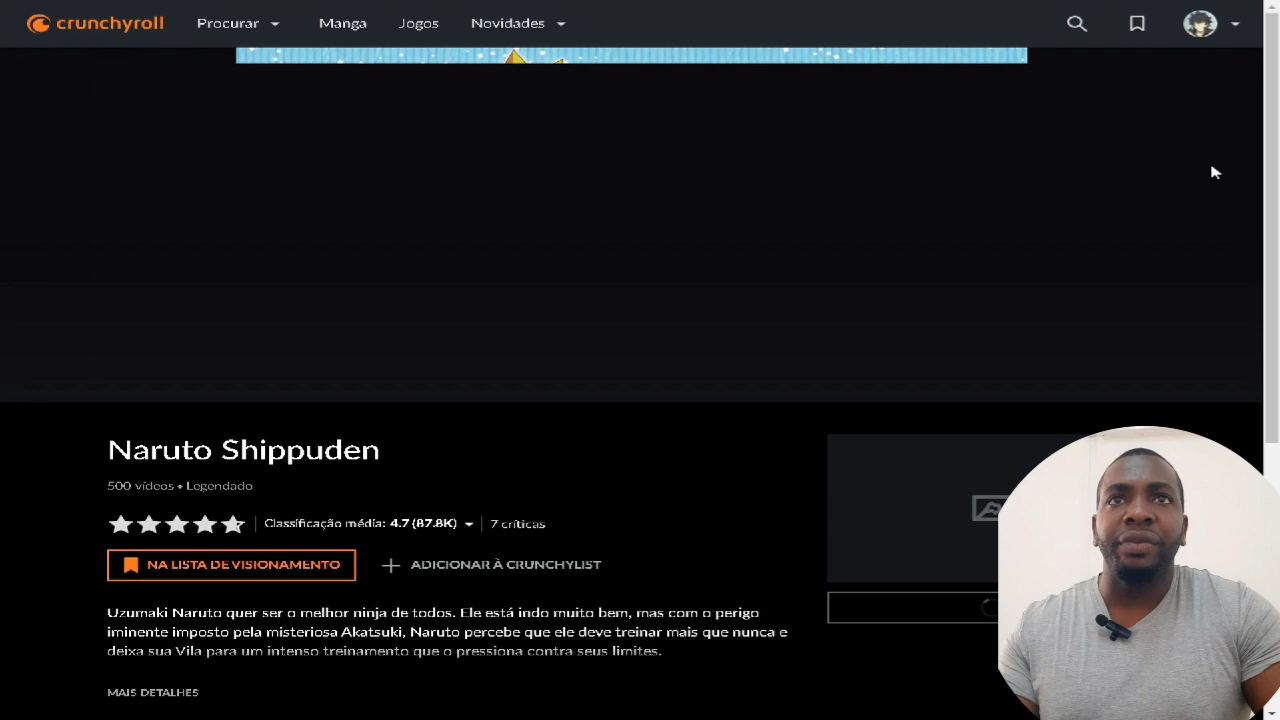 crunchyroll Procurar Manga Jogos Novidades
Naruto Shippuden
500 vídeos • Legendado
Classificação média: 4.7 (87.8K) 7 críticas
NA LISTA DE VISIONAMENTO ADICIONAR À CRUNCHYLIST
Uzumaki Naruto quer ser o melhor ninja de todos. Ele está indo muito bem, mas com o perigo
iminente imposto pela misteriosa Akatsuki, Naruto percebe que ele deve treinar mais que nunca e
deixa sua Vila para um intenso treinamento que o pressiona contra seus limites.
MAIS DETALHES